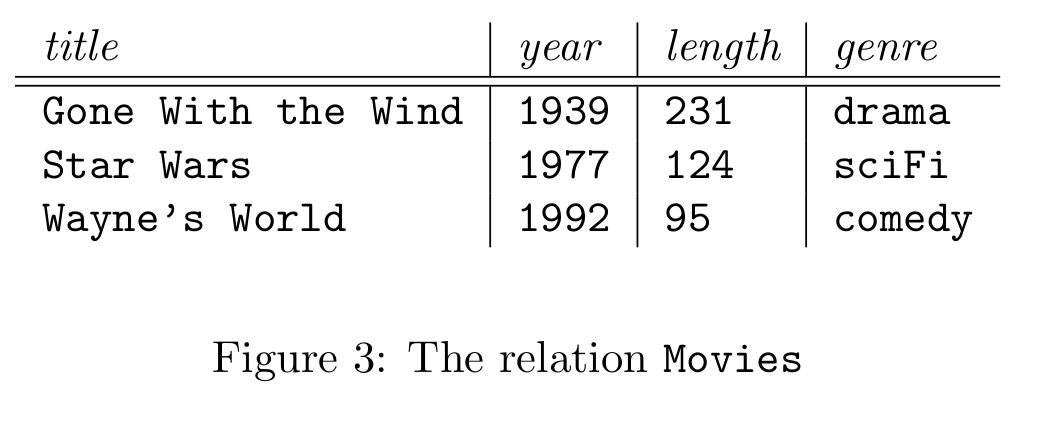 title year length genre
Gone With the Wind 1939 231 drama
Star Wars 1977 124 sciFi
Wayne’s World 1992 95 comedy
Figure 3: The relation Movies